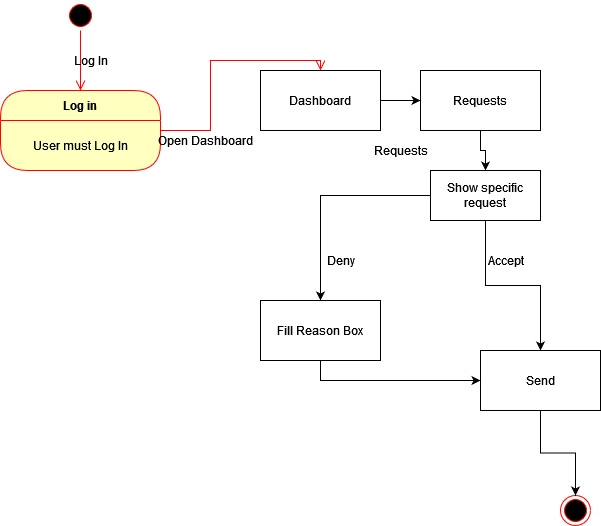 Log In
Log in
User must Log In
Open Dashboard
Dashboard
Requests
Requests
Show specific
request
Deny
Accept
Fill Reason Box
Send